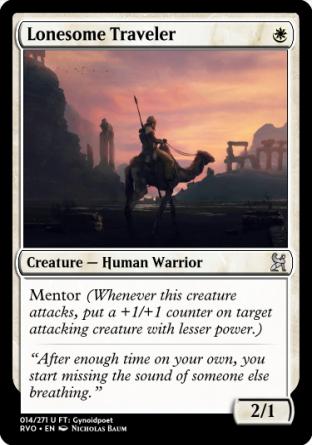 Lonesome Traveler
Creature — Human Warrior
Mentor (Whenever this creature
attacks, put a +1/+1 counter on target
attacking creature with lesser power.)
“After enough time on your own, you
start missing the sound of someone else
breathing.”
2/1
014/271 U FT: Gynoidpoet
RVO • EN Nicholas Baum